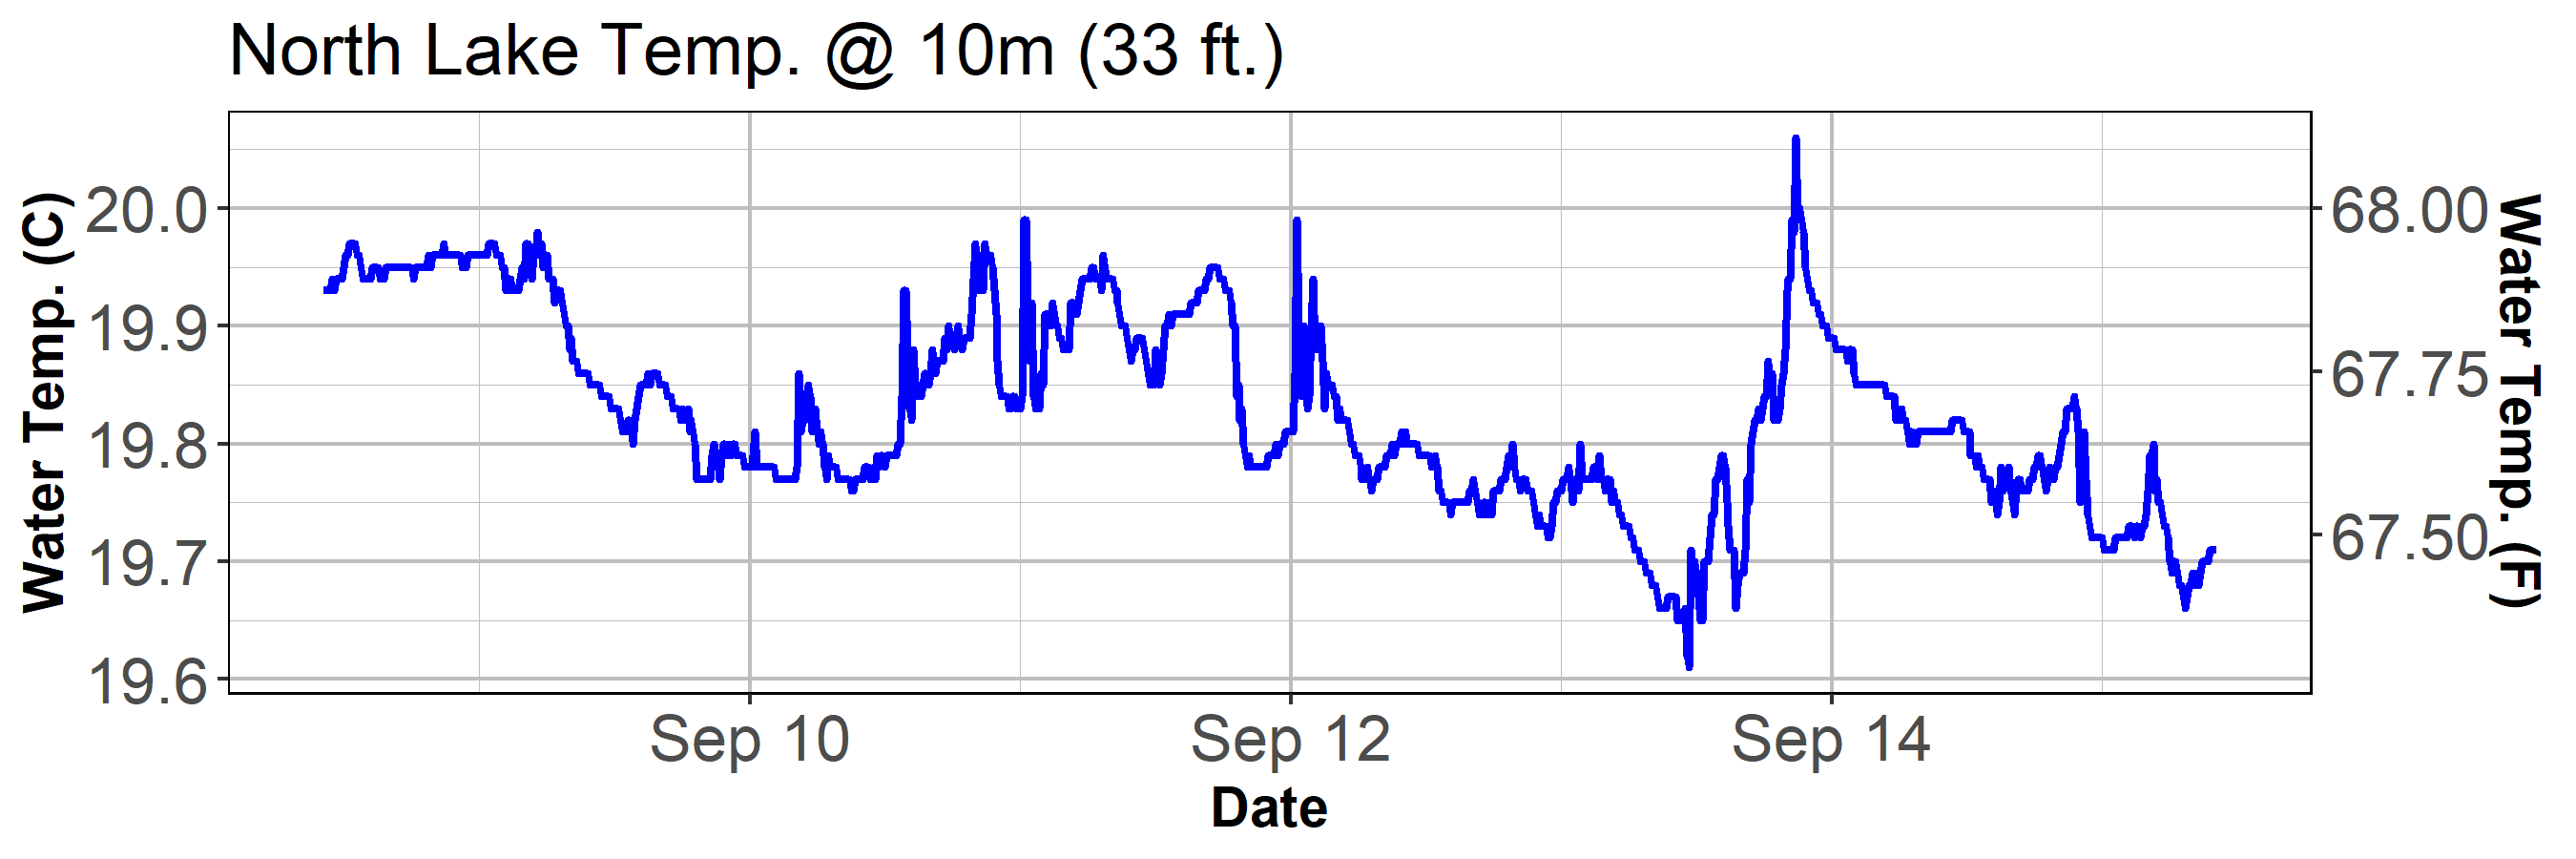 North Lake Temp. @ 10m (33 ft.)
Water Temp. (C)
20.0
19.9
19.8
19.7
19.6
68.00
67.75
67.50
Water Temp. (F)
Sep 10
Sep 12
Sep 14
Date